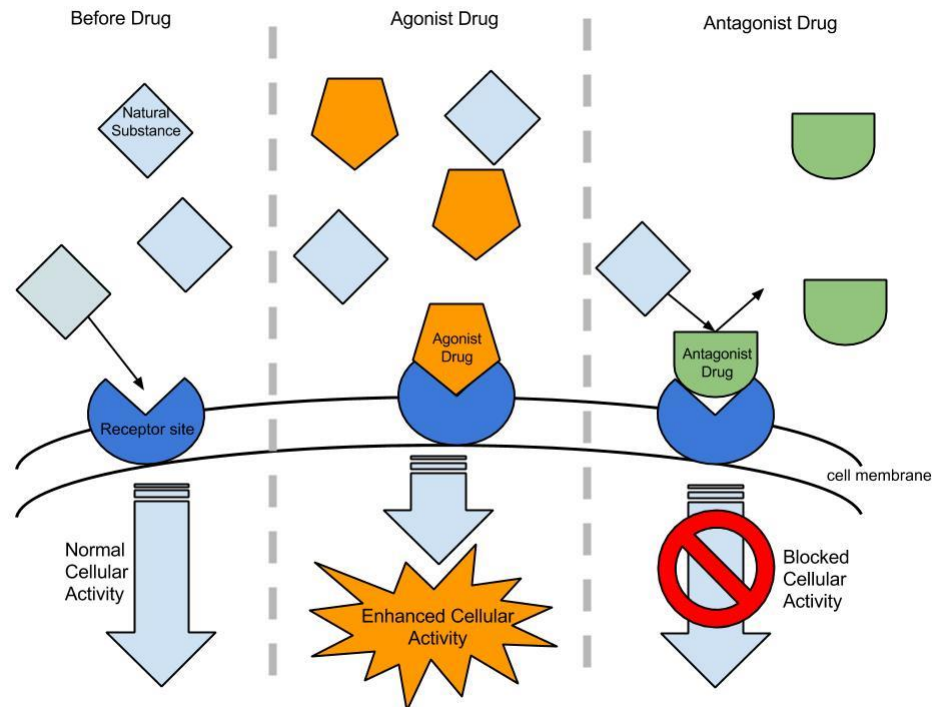 Before Drug
Agonist Drug
Antagonist Drug
Natural
Substance
Agonist
Drug
Antagonist
Drug
Receptor site
cell membrane
Normal
Cellular
Activity
Enhanced Cellular
Activity
Blocked
Cellular
Activity